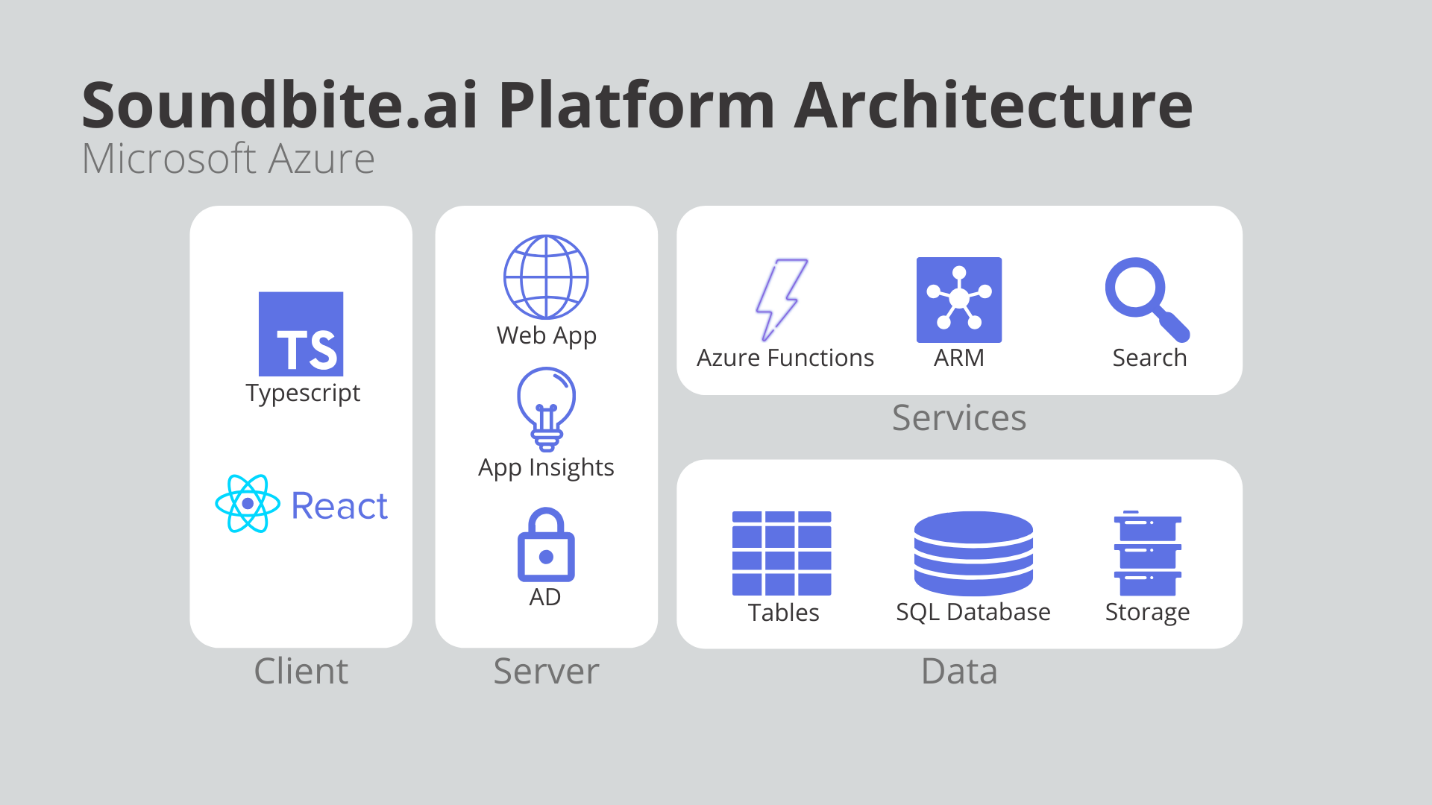 Soundbite.ai Platform Architecture
Microsoft Azure
TS
Typescript
React
Client
Web App
App Insights
AD
Server
Azure Functions
ARM
Search
Services
Tables
SQL Database
Storage
Data